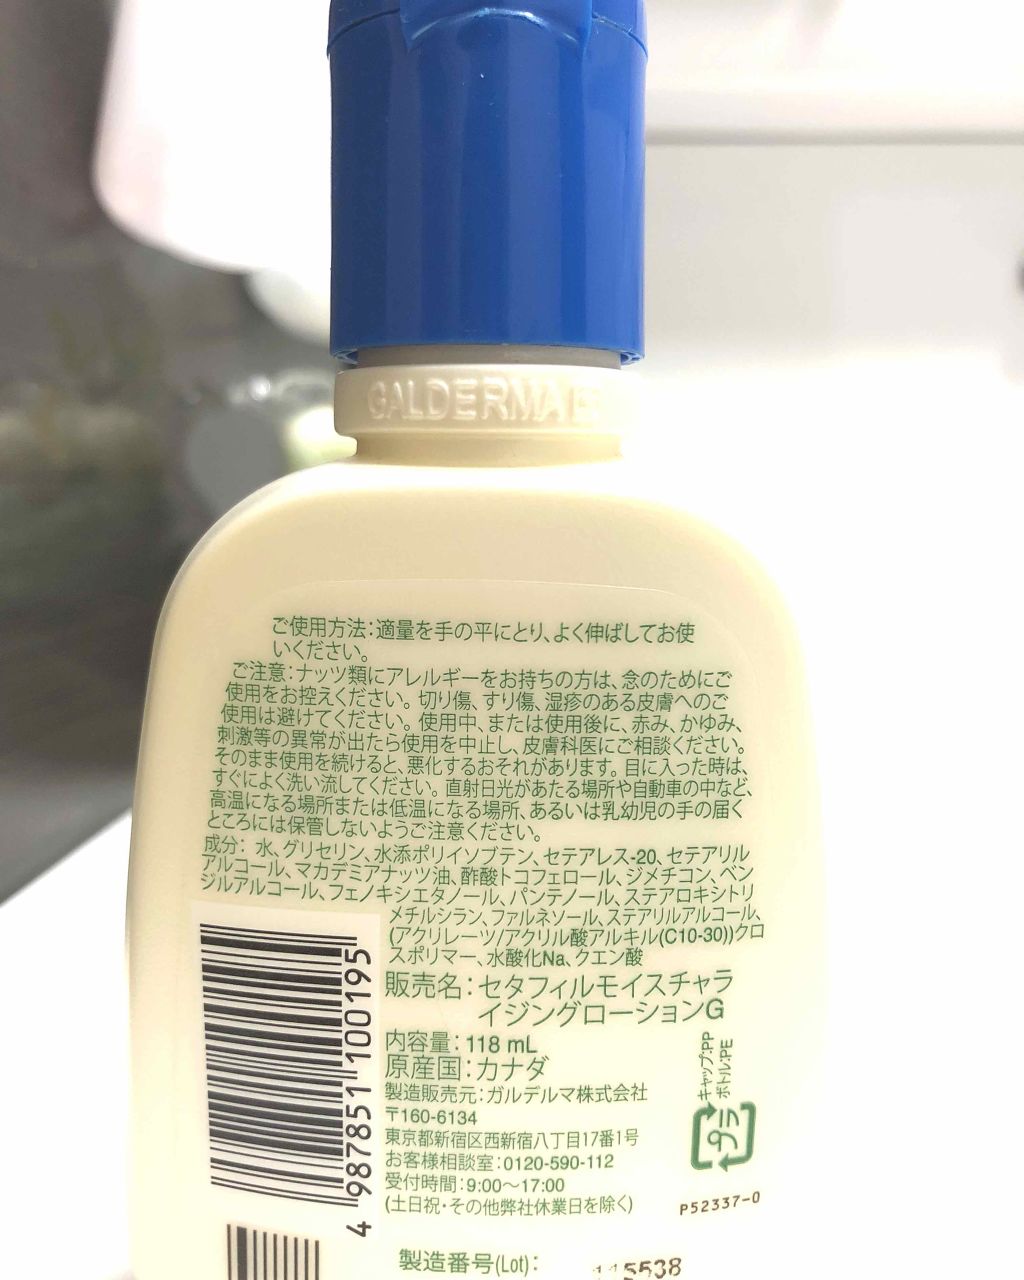 GALDERMA
ご使用方法：適量を手の平にとり、よく伸ばしてお使
いください。
ご注意：ナッツ類にアレルギーをお持ちの方は、念のためにご
使用をお控えください。切り傷、すり傷、湿疹のある皮膚へのご
使用は避けてください。使用中、または使用後に、赤み、かゆみ、
刺激等の異常が出たら使用を中止し、皮膚科医にご相談ください。
そのまま使用を続けると、悪化するおそれがあります。目に入った時は、
すぐによく洗い流してください。直射日光があたる場所や自動車の中など、
高温になる場所または低温になる場所、あるいは乳幼児の手の届く
ところには保管しないようご注意ください。
成分：水、グリセリン、水添ポリイソブテン、セテアレス-20、セテアリル
アルコール、マカデミアナッツ油、酢酸トコフェロール、ジメチコン、ベン
ジルアルコール、フェノキシエタノール、パンテノール、ステアロキシトリ
メチルシラン、ファルネソール、ステアリルアルコール、
(アクリレーツ/アクリル酸アルキル(C10-30))クロ
スポリマー、水酸化Na、クエン酸
販売名：セタフィルモイスチャラ
イジングローションG
内容量：118 mL
原産国：カナダ
製造販売元：ガルデルマ株式会社
〒160-6134
東京都新宿区西新宿八丁目17番1号
お客様相談室：0120-590-112
受付時間：9:00〜17:00
(土日祝・その他弊社休業日を除く)
4 987851 100195
キャップ:PP
ボトル:PE
プラ
P52337-0
製造番号(Lot)：